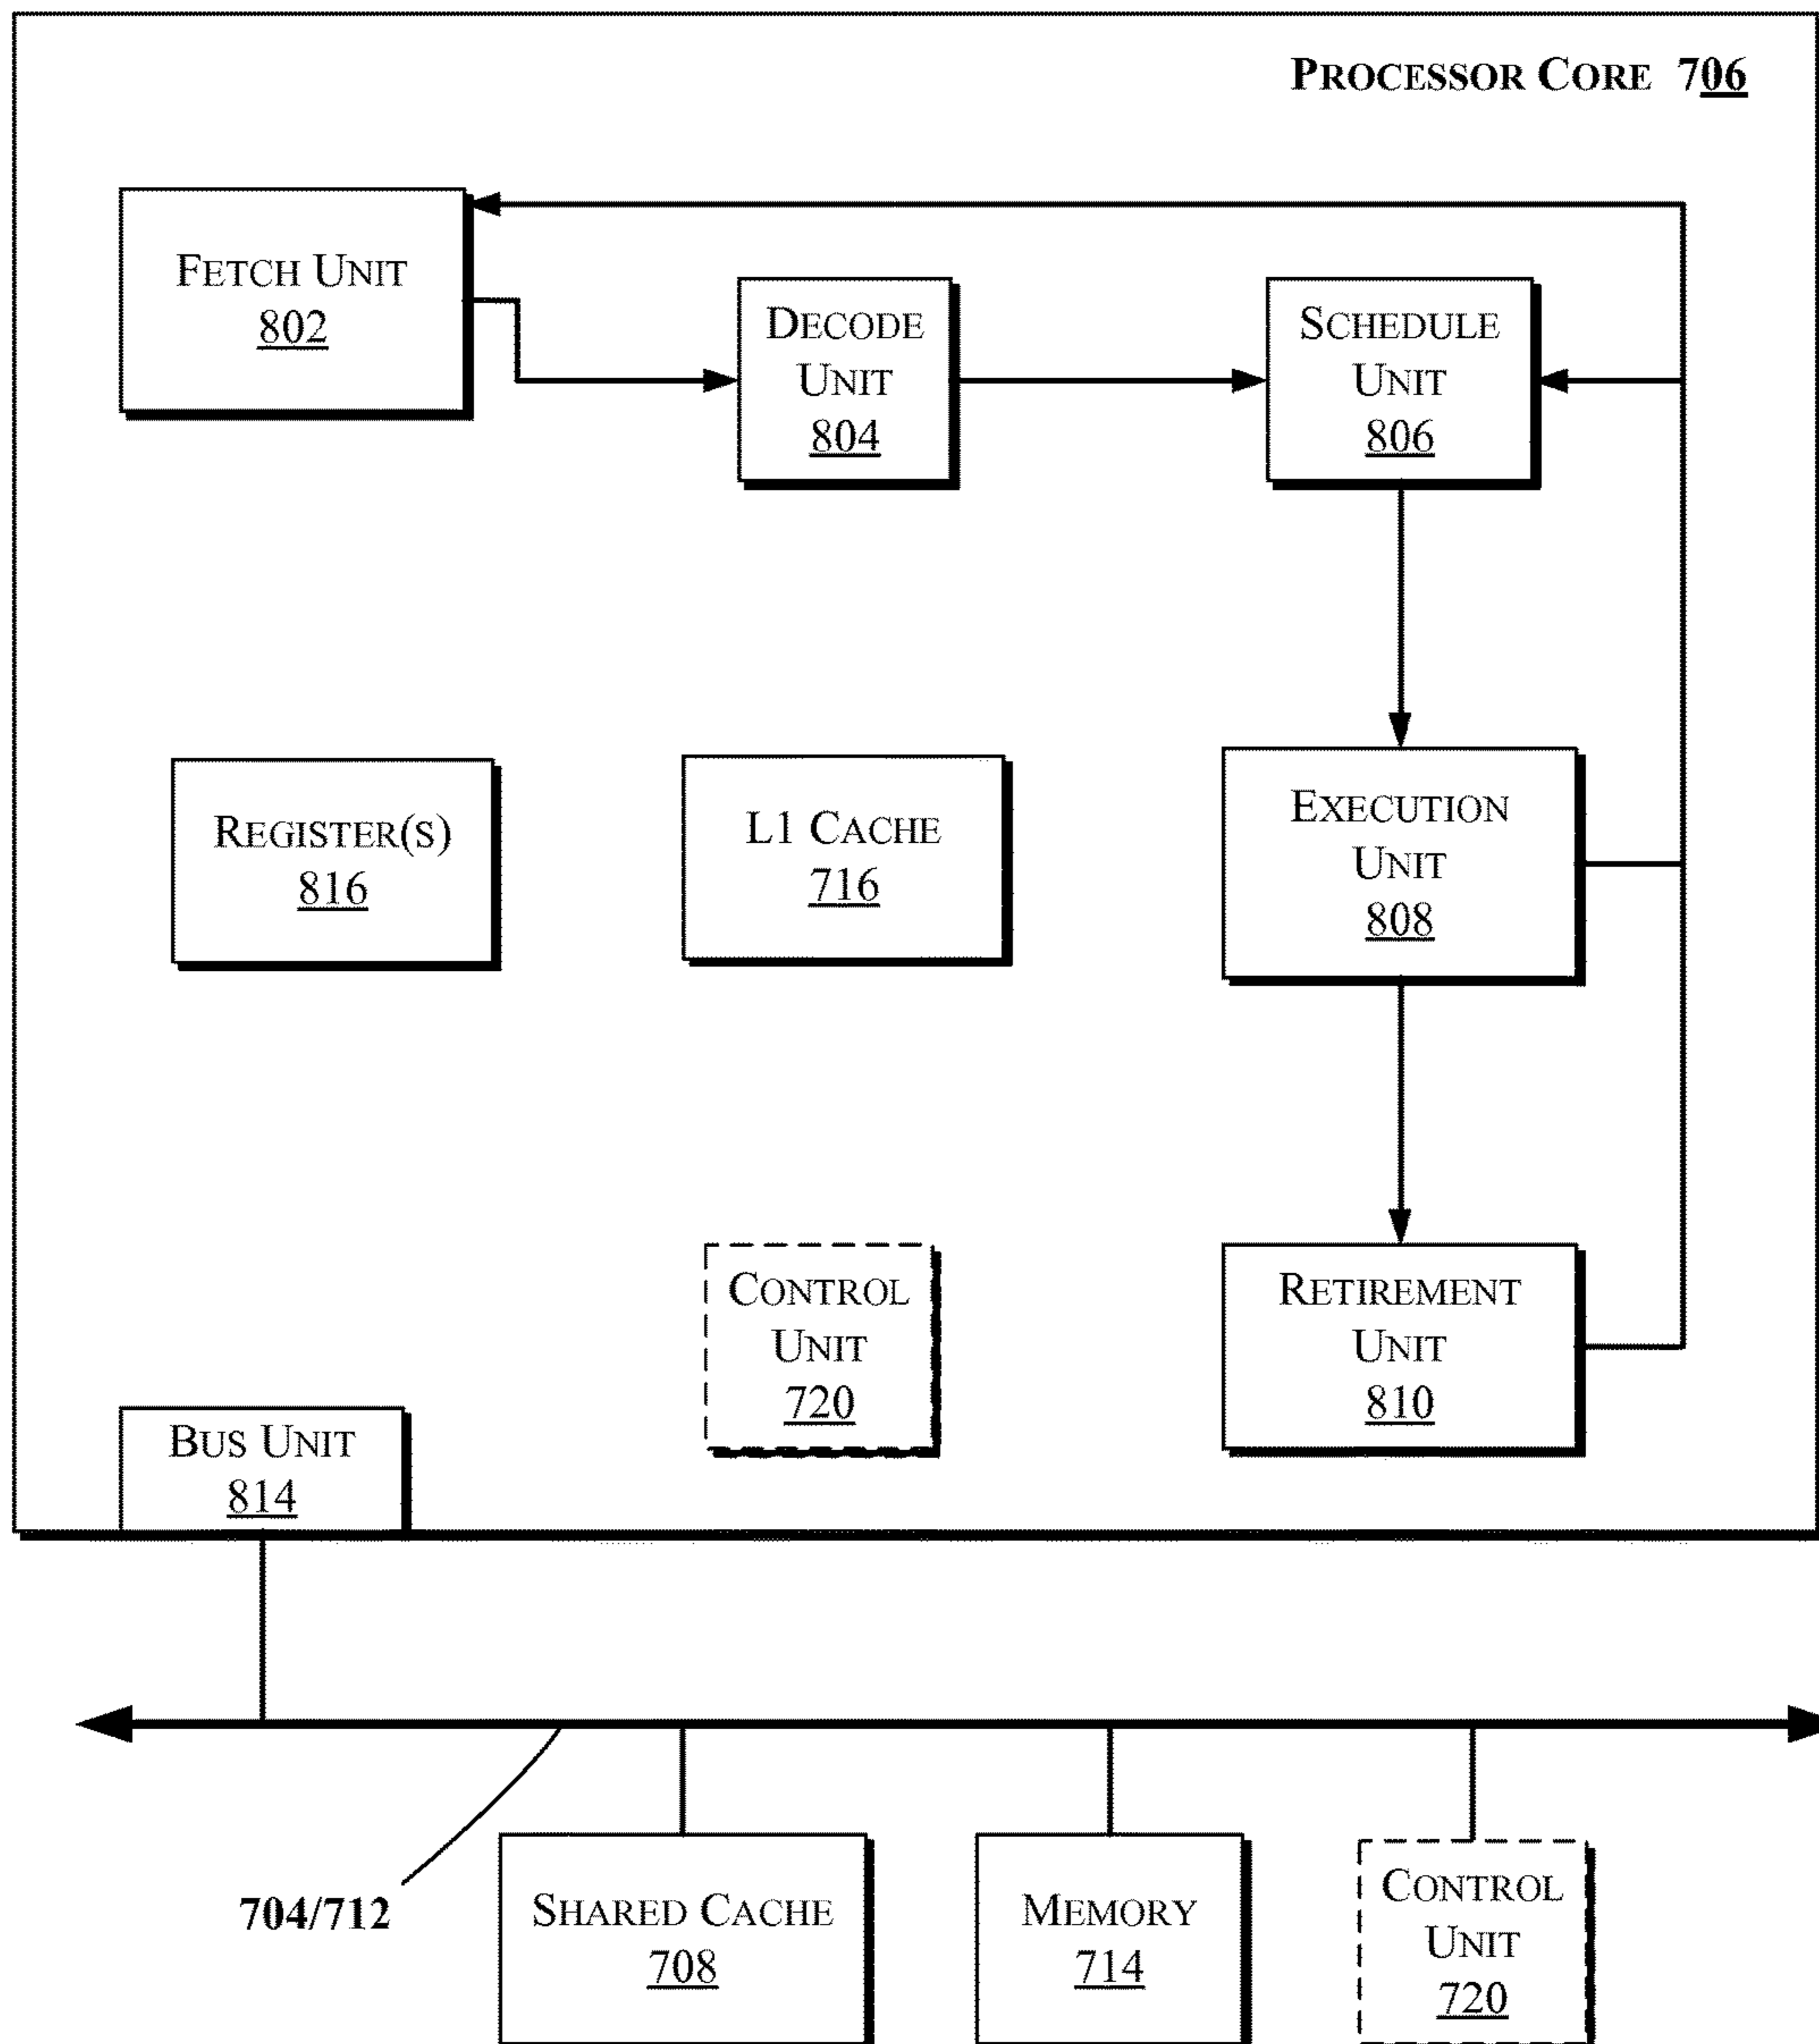 PROCESSOR CORE 706
FETCH UNIT
802
DECODE
UNIT
804
SCHEDULE
UNIT
806
REGISTER(S)
816
L1 CACHE
716
EXECUTION
UNIT
808
CONTROL
UNIT
720
RETIREMENT
UNIT
810
BUS UNIT
814
704/712
SHARED CACHE
708
MEMORY
714
CONTROL
UNIT
720